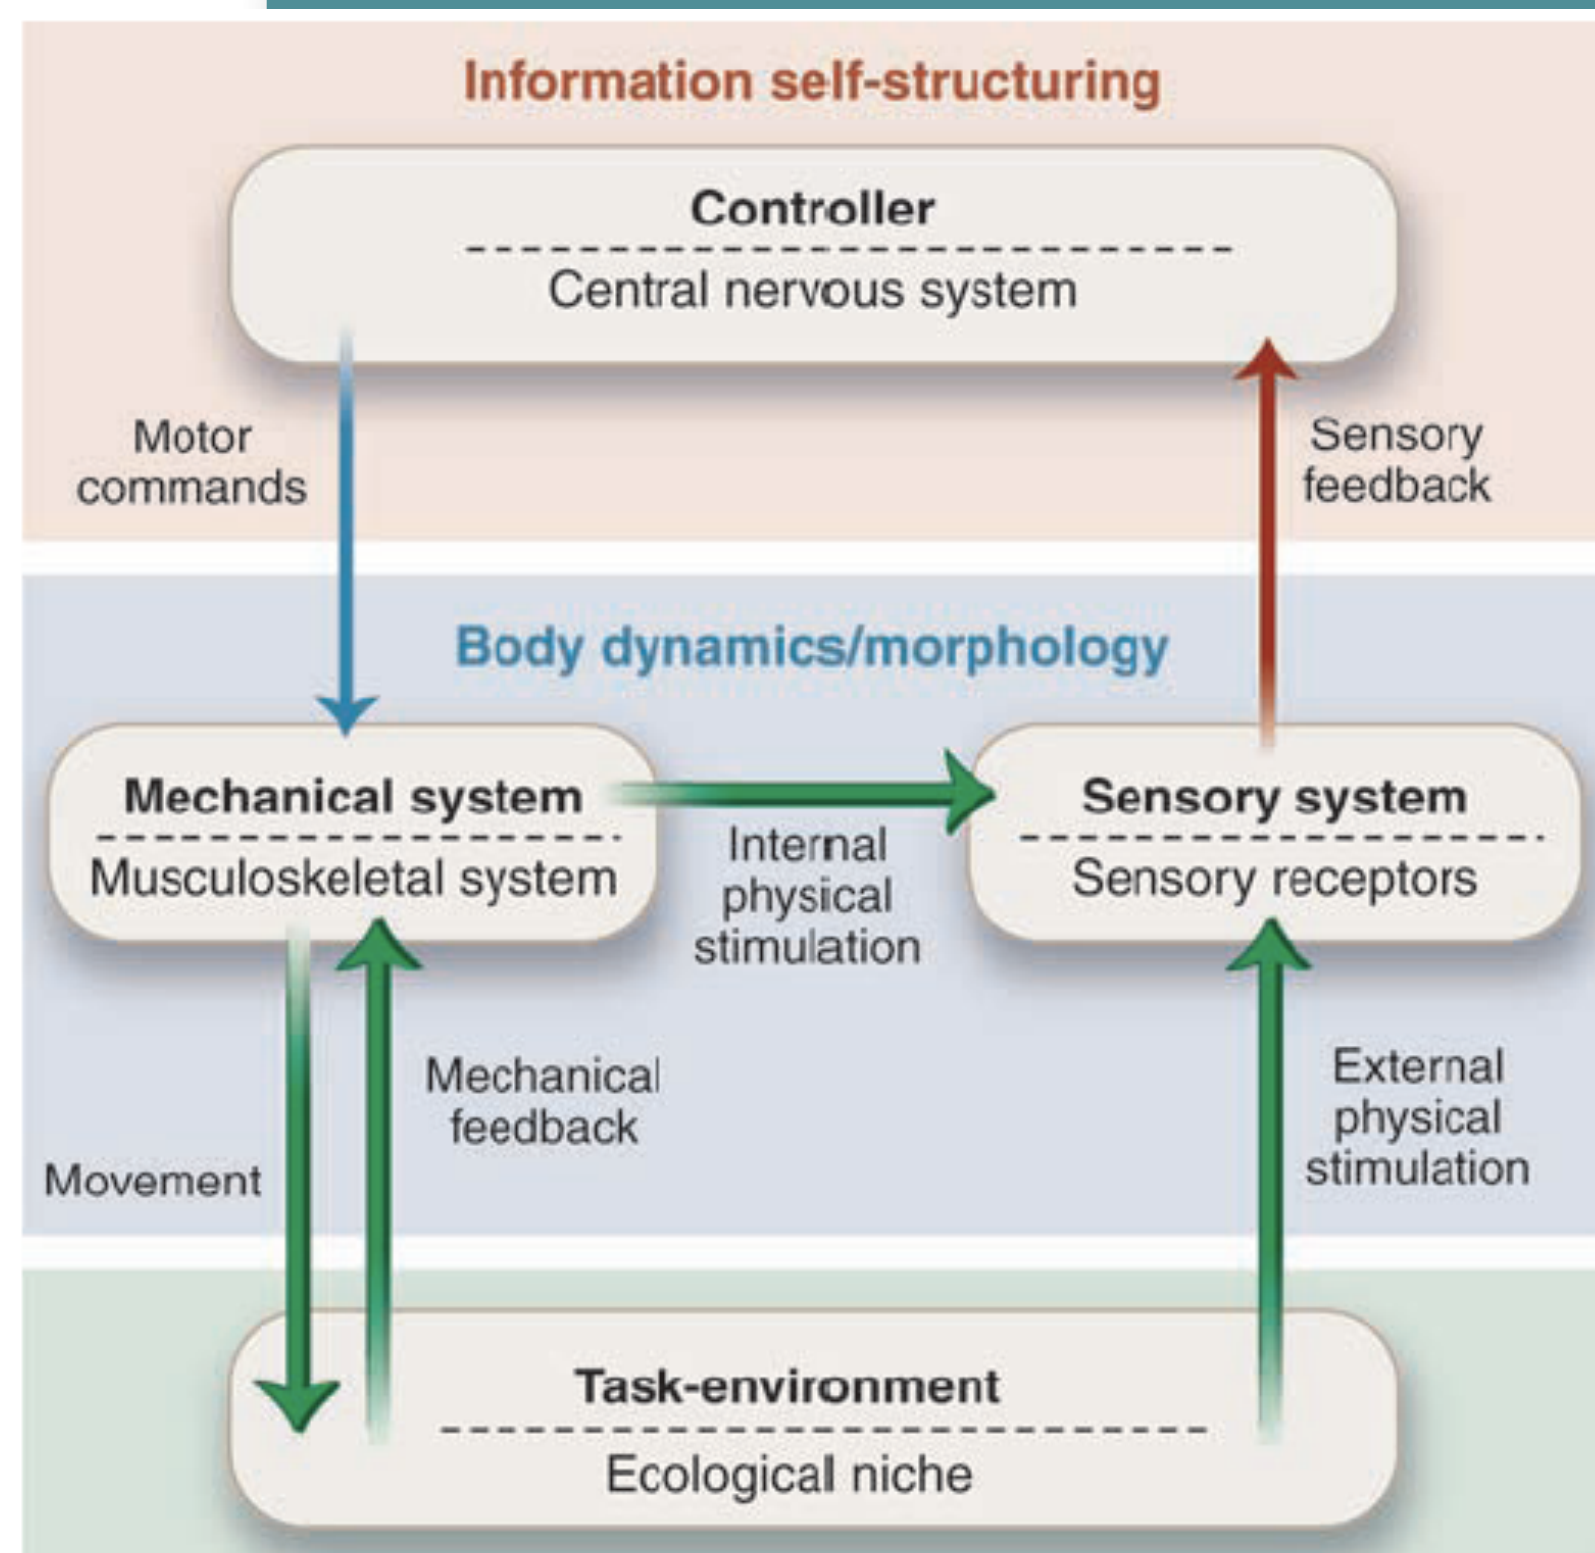 Information self-structuring
Controller
Central nervous system
Motor
commands
Sensory
feedback
Body dynamics/morphology
Mechanical system
Musculoskeletal system
Internal
physical
stimulation
Sensory system
Sensory receptors
Mechanical
feedback
Movement
External
physical
stimulation
Task-environment
Ecological niche